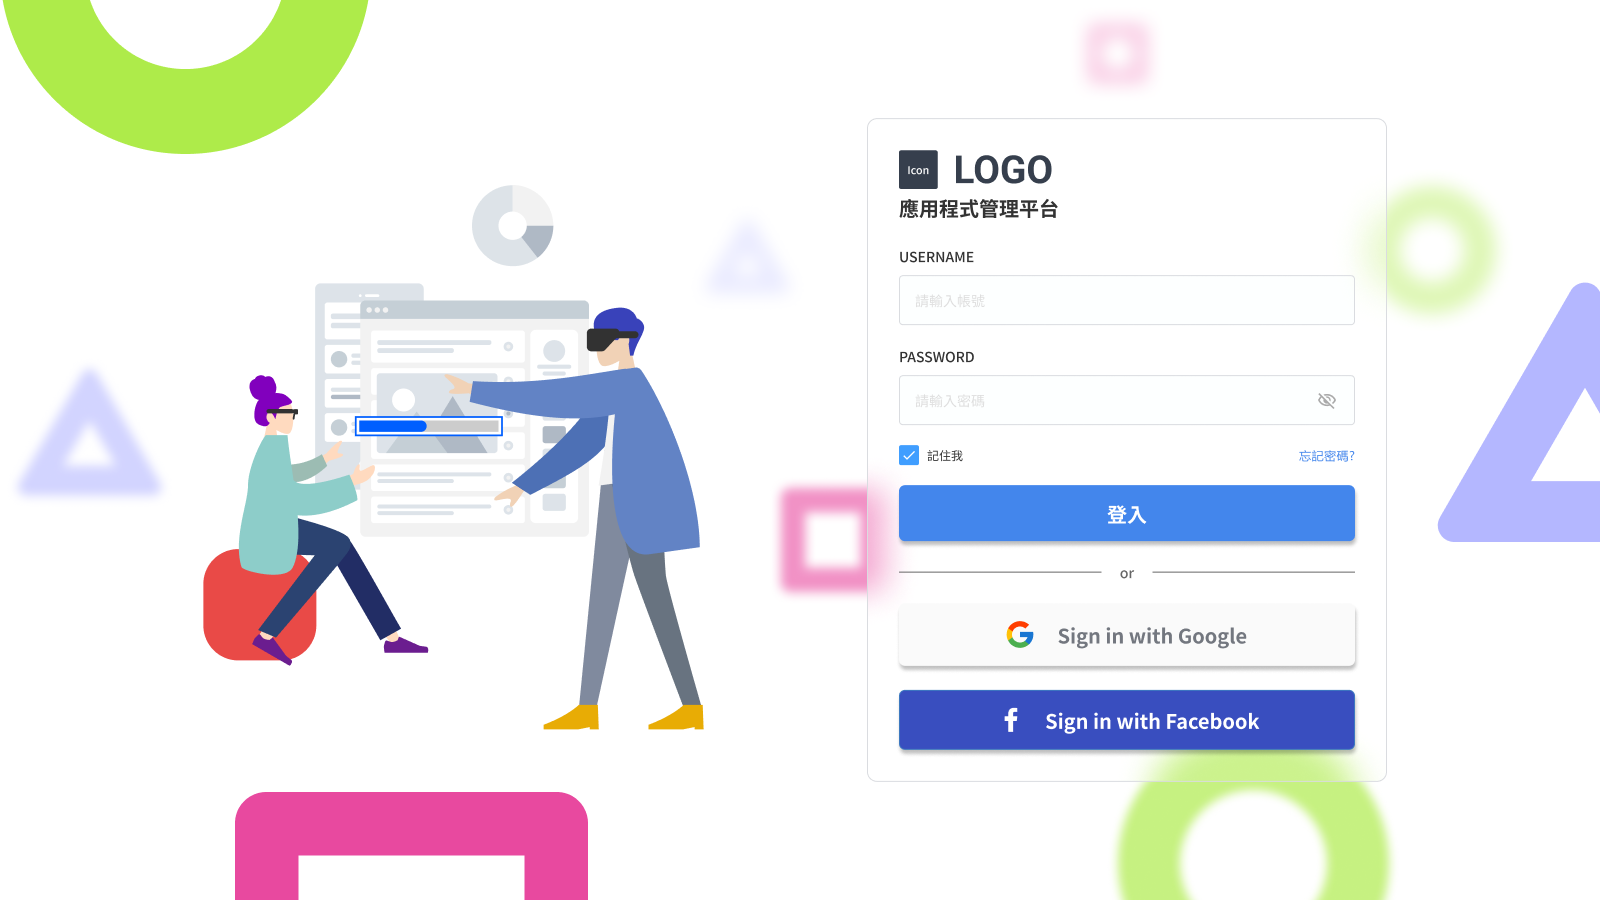 Icon
LOGO
應用程式管理平台
USERNAME
請輸入帳號
PASSWORD
請輸入密碼
記住我
忘記密碼?
登入
or
Sign in with Google
Sign in with Facebook